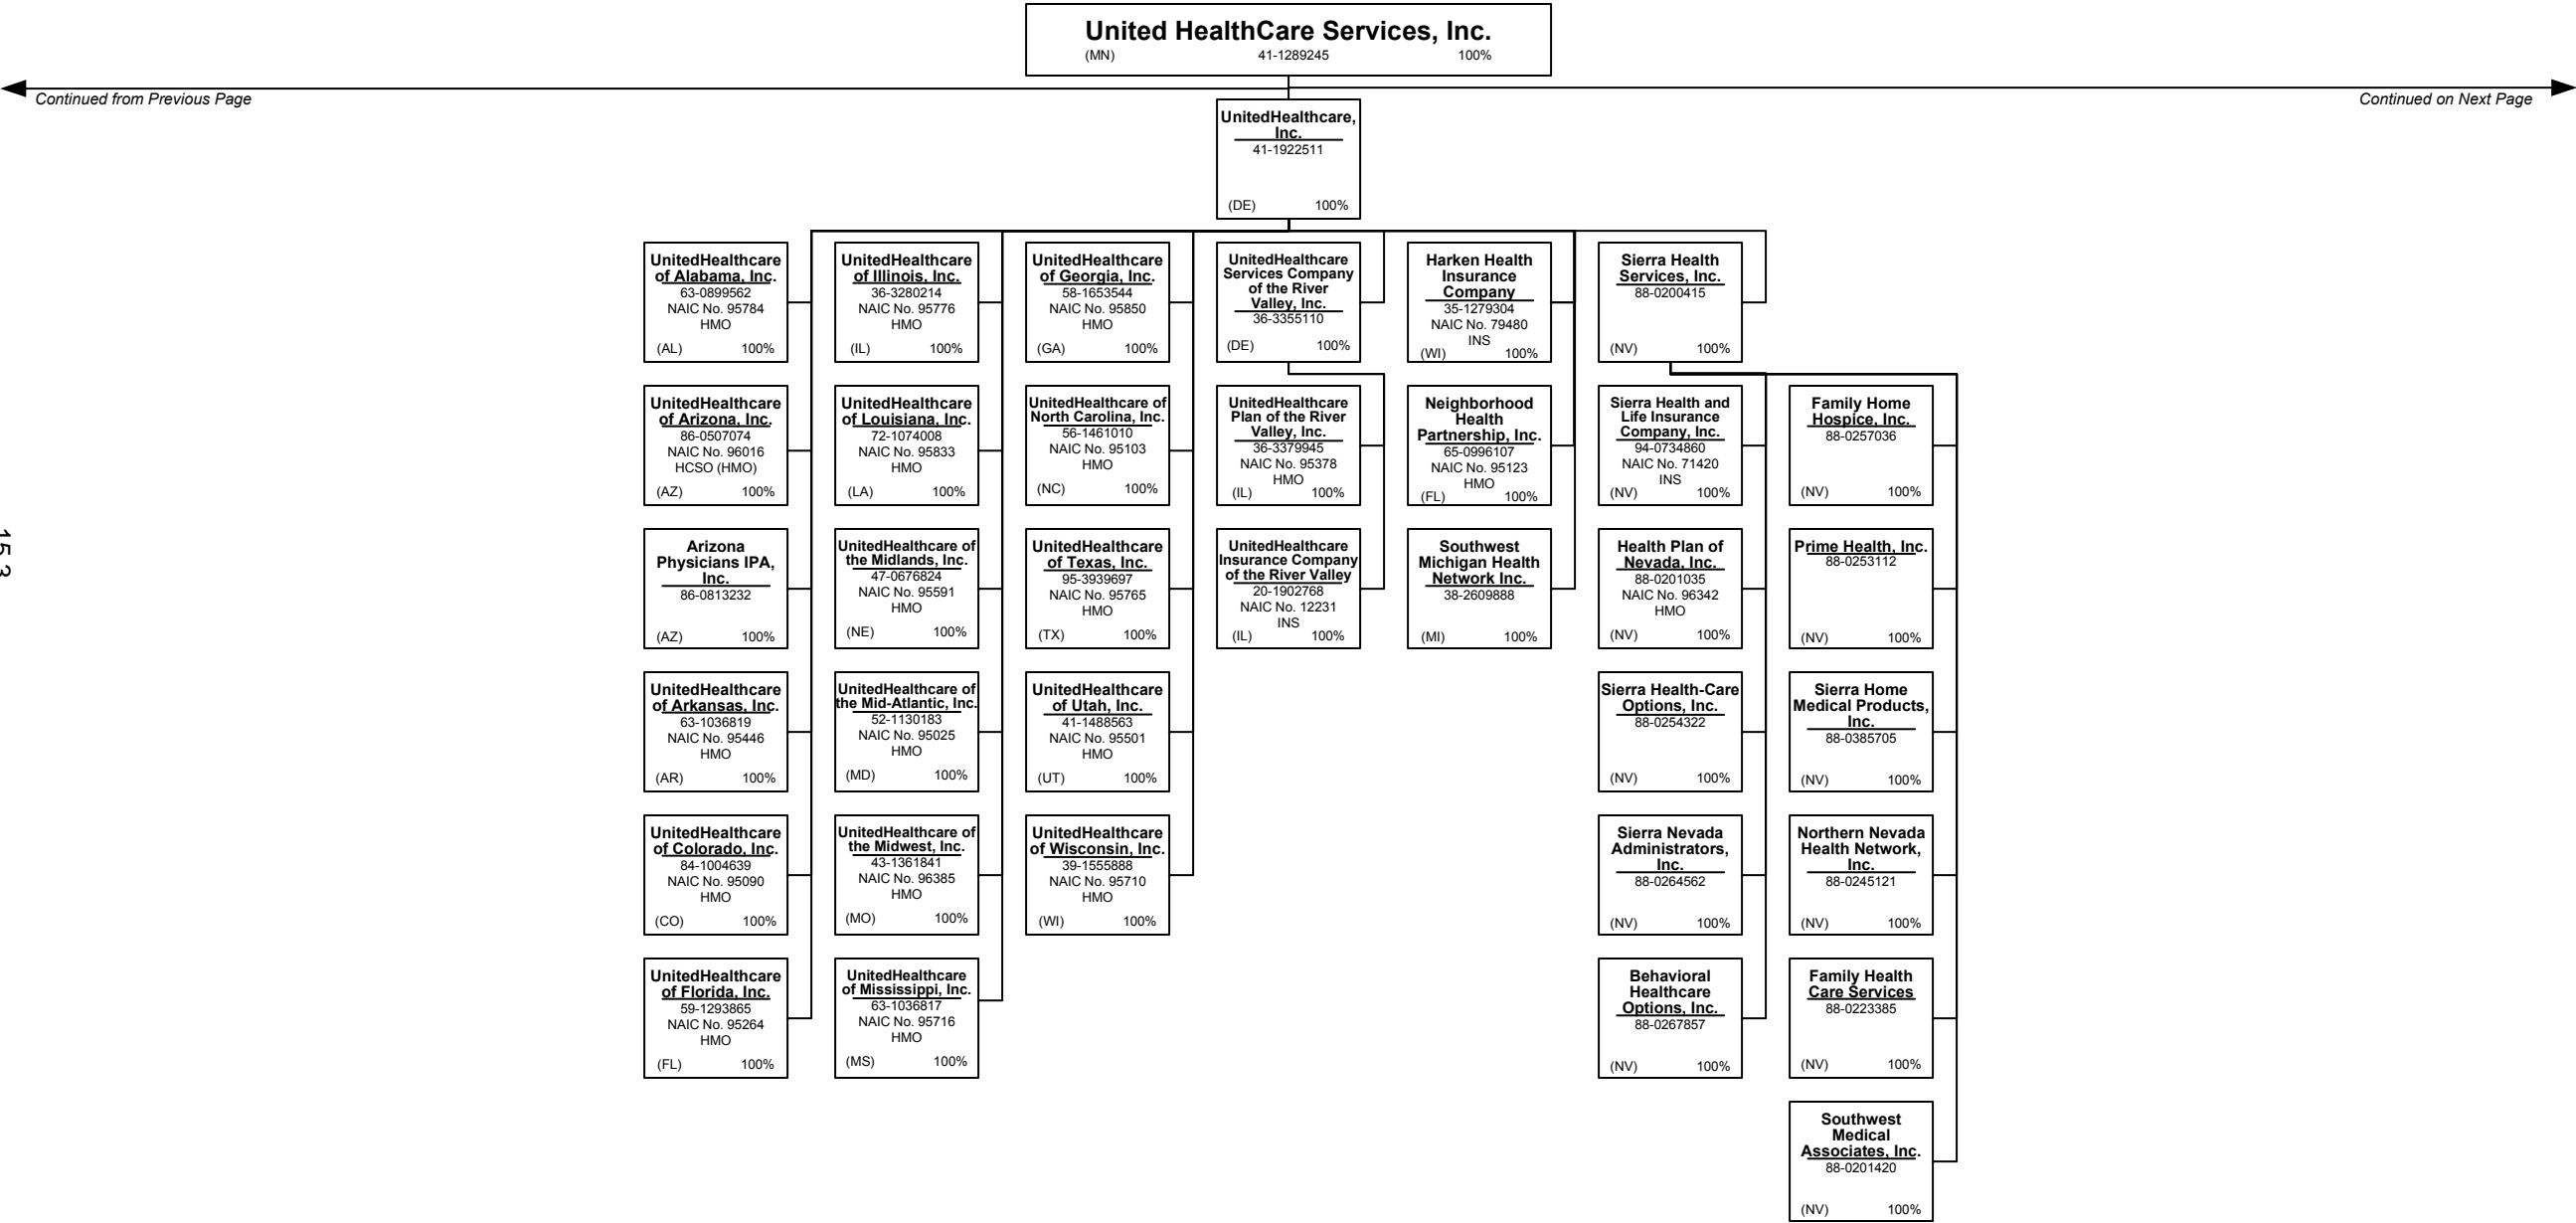 United HealthCare Services, Inc.
(MN) 41-1289245 100%
Continued from Previous Page
Continued on Next Page
UnitedHealthcare,
Inc.
41-1922511
(DE) 100%
UnitedHealthcare
of Alabama, Inc.
63-0899562
NAIC No. 95784
HMO
(AL) 100%
UnitedHealthcare
of Arizona, Inc.
86-0507074
NAIC No. 96016
HCSO (HMO)
(AZ) 100%
Arizona
Physicians IPA,
Inc.
86-0813232
(AZ) 100%
UnitedHealthcare
of Arkansas, Inc.
63-1036819
NAIC No. 95446
HMO
(AR) 100%
UnitedHealthcare
of Colorado, Inc.
84-1004639
NAIC No. 95090
HMO
(CO) 100%
UnitedHealthcare
of Florida, Inc.
59-1293865
NAIC No. 95264
HMO
(FL) 100%
UnitedHealthcare
of Illinois, Inc.
36-3280214
NAIC No. 95776
HMO
(IL) 100%
UnitedHealthcare
of Louisiana, Inc.
72-1074008
NAIC No. 95833
HMO
(LA) 100%
UnitedHealthcare of
the Midlands, Inc.
47-0676824
NAIC No. 95591
HMO
(NE) 100%
UnitedHealthcare of
the Mid-Atlantic, Inc.
52-1130183
NAIC No. 95025
HMO
(MD) 100%
UnitedHealthcare of
the Midwest, Inc.
43-1361841
NAIC No. 96385
HMO
(MO) 100%
UnitedHealthcare
of Mississippi, Inc.
63-1036817
NAIC No. 95716
HMO
(MS) 100%
UnitedHealthcare
of Georgia, Inc.
58-1653544
NAIC No. 95850
HMO
(GA) 100%
UnitedHealthcare of
North Carolina, Inc.
56-1461010
NAIC No. 95103
HMO
(NC) 100%
UnitedHealthcare
of Texas, Inc.
95-3939697
NAIC No. 95765
HMO
(TX) 100%
UnitedHealthcare
of Utah, Inc.
41-1488563
NAIC No. 95501
HMO
(UT) 100%
UnitedHealthcare
of Wisconsin, Inc.
39-1555888
NAIC No. 95710
HMO
(WI) 100%
UnitedHealthcare
Services Company
of the River
Valley, Inc.
36-3355110
(DE) 100%
UnitedHealthcare
Plan of the River
Valley, Inc.
36-3379945
NAIC No. 95378
HMO
(IL) 100%
UnitedHealthcare
Insurance Company
of the River Valley
20-1902768
NAIC No. 12231
INS
(IL) 100%
Harken Health
Insurance
Company
35-1279304
NAIC No. 79480
INS
(WI) 100%
Neighborhood
Health
Partnership, Inc.
65-0996107
NAIC No. 95123
HMO
(FL) 100%
Southwest
Michigan Health
Network Inc.
38-2609888
(MI) 100%
Sierra Health
Services, Inc.
88-0200415
(NV) 100%
Sierra Health and
Life Insurance
Company, Inc.
94-0734860
NAIC No. 71420
INS
(NV) 100%
Health Plan of
Nevada, Inc.
88-0201035
NAIC No. 96342
HMO
(NV) 100%
Sierra Health-Care
Options, Inc.
88-0254322
(NV) 100%
Sierra Nevada
Administrators,
Inc.
88-0264562
(NV) 100%
Behavioral
Healthcare
Options, Inc.
88-0267857
(NV) 100%
Family Home
Hospice, Inc.
88-0257036
(NV) 100%
Prime Health, Inc.
88-0253112
(NV) 100%
Sierra Home
Medical Products,
Inc.
88-0385705
(NV) 100%
Northern Nevada
Health Network,
Inc.
88-0245121
(NV) 100%
Family Health
Care Services
88-0223385
(NV) 100%
Southwest
Medical
Associates, Inc.
88-0201420
(NV) 100%